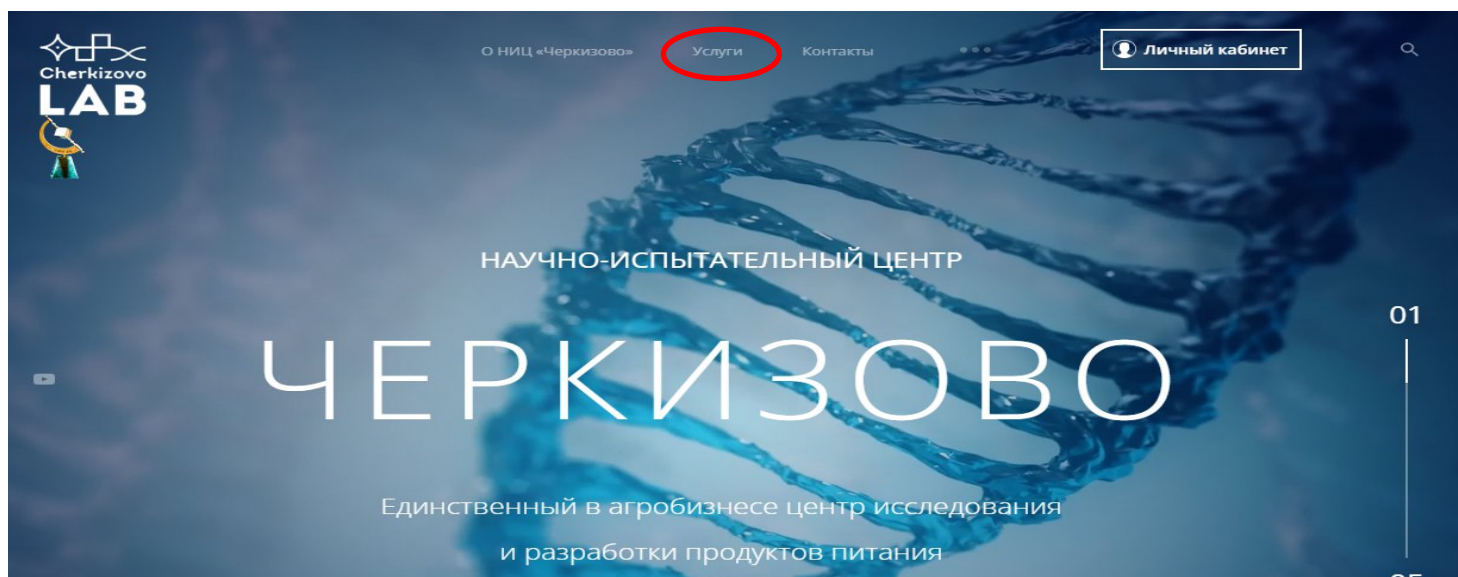 Cherkizovo
LAB
О НИЦ «Черкизово» Услуги Контакты
Личный кабинет
НАУЧНО-ИСПЫТАТЕЛЬНЫЙ ЦЕНТР
ЧЕРКИЗОВО
Единственный в агробизнесе центр исследования
и разработки продуктов питания
01